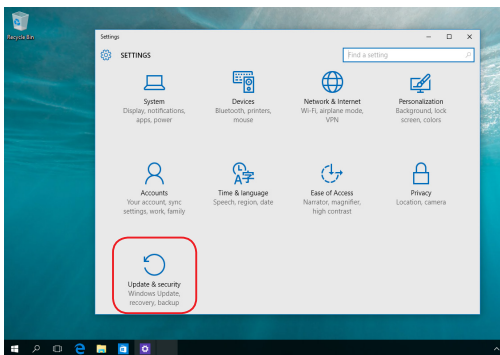 Recycle Bin
Settings
SETTINGS
Find a setting
System
Display, notifications,
apps, power
Devices
Bluetooth, printers,
mouse
Network & Internet
Wi-Fi, airplane mode,
VPN
Personalization
Background, lock
screen, colors
Accounts
Your account, sync
settings, work, family
Time & language
Speech, region, date
Ease of Access
Narrator, magnifier,
high contrast
Privacy
Location, camera
Update & security
Windows Update,
recovery, backup